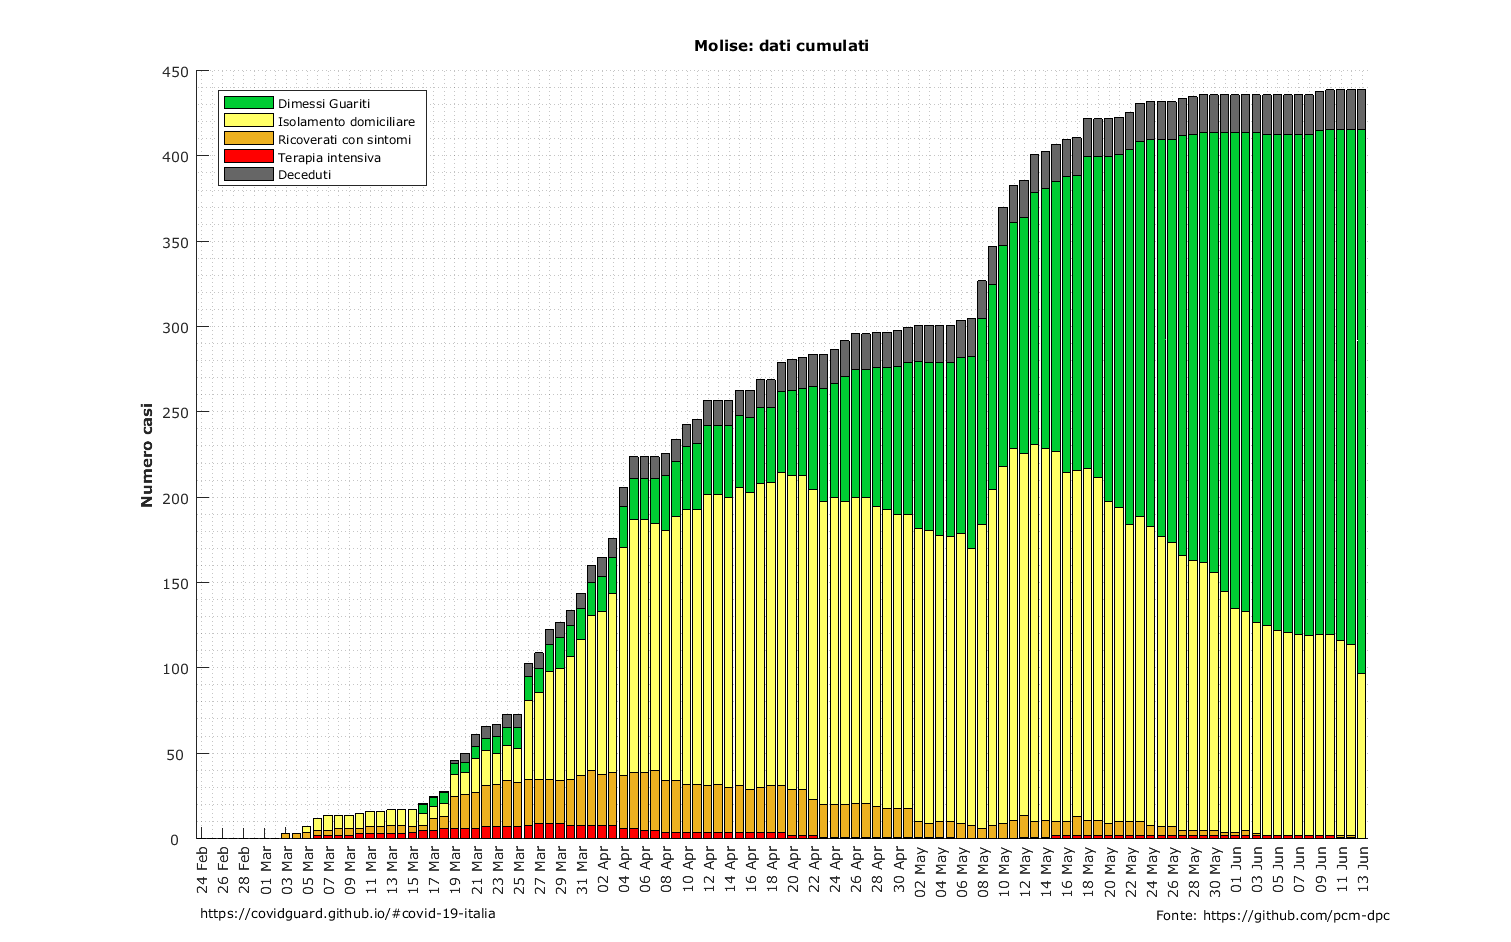 Molise: dati cumulati
450
400
350
300
250
200
150
100
50
0
Numero casi
Dimessi Guariti
Isolamento domiciliare
Ricoverati con sintomi
Terapia intensiva
Deceduti
24 Feb
26 Feb
28 Feb
01 Mar
03 Mar
05 Mar
07 Mar
09 Mar
11 Mar
13 Mar
15 Mar
17 Mar
19 Mar
21 Mar
23 Mar
25 Mar
27 Mar
29 Mar
31 Mar
02 Apr
04 Apr
06 Apr
08 Apr
10 Apr
12 Apr
14 Apr
16 Apr
18 Apr
20 Apr
22 Apr
24 Apr
26 Apr
28 Apr
30 Apr
02 May
04 May
06 May
08 May
10 May
12 May
14 May
16 May
18 May
20 May
22 May
24 May
26 May
28 May
30 May
01 Jun
03 Jun
05 Jun
07 Jun
09 Jun
11 Jun
13 Jun
https://covidguard.github.io/#covid-19-italia
Fonte: https://github.com/pcm-dpc